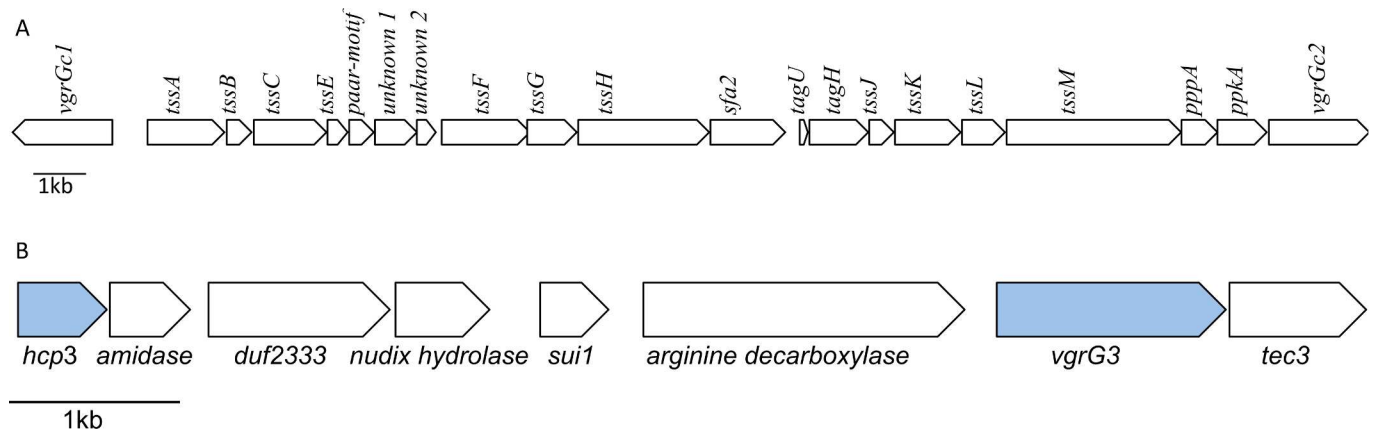 A
vgrGc1 tssA tssB tssC tssE paar-motif unknown 1 unknown 2 tssF tssG tssH sfa2 tagU tagH tssJ tssK tssL tssM pppA ppkA vgrGc2
1kb
B
hcp3 amidase duf2333 nudix hydrolase sui1 arginine decarboxylase vgrG3 tec3
1kb